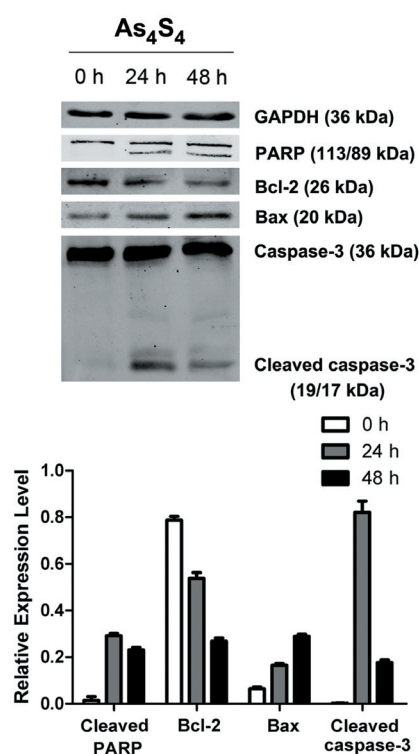 As₄S₄
0 h 24 h 48 h
GAPDH (36 kDa)
PARP (113/89 kDa)
Bcl-2 (26 kDa)
Bax (20 kDa)
Caspase-3 (36 kDa)
Cleaved caspase-3
(19/17 kDa)
0 h
24 h
48 h
Relative Expression Level
1.0
0.8
0.6
0.4
0.2
0.0
Cleaved PARP
Bcl-2
Bax
Cleaved caspase-3